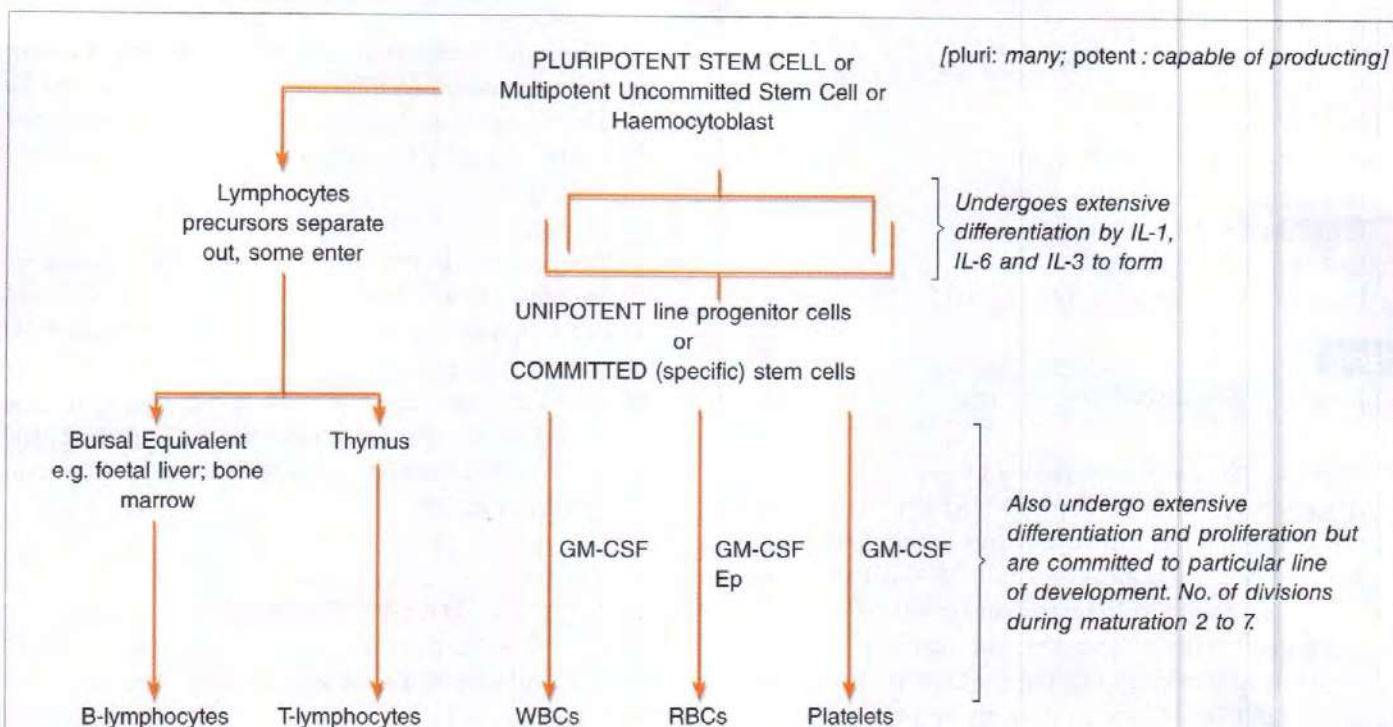 PLURIPOTENT STEM CELL or
Multipotent Uncommitted Stem Cell or
Haemocytoblast
[pluri: many; potent : capable of producting]
Lymphocytes
precursors separate
out, some enter
Undergoes extensive
differentiation by IL-1,
IL-6 and IL-3 to form
UNIPOTENT line progenitor cells
or
COMMITTED (specific) stem cells
Bursal Equivalent
e.g. foetal liver; bone
marrow
Thymus
GM-CSF
GM-CSF
Ep
GM-CSF
Also undergo extensive
differentiation and proliferation but
are committed to particular line
of development. No. of divisions
during maturation 2 to 7.
B-lymphocytes
T-lymphocytes
WBCs
RBCs
Platelets